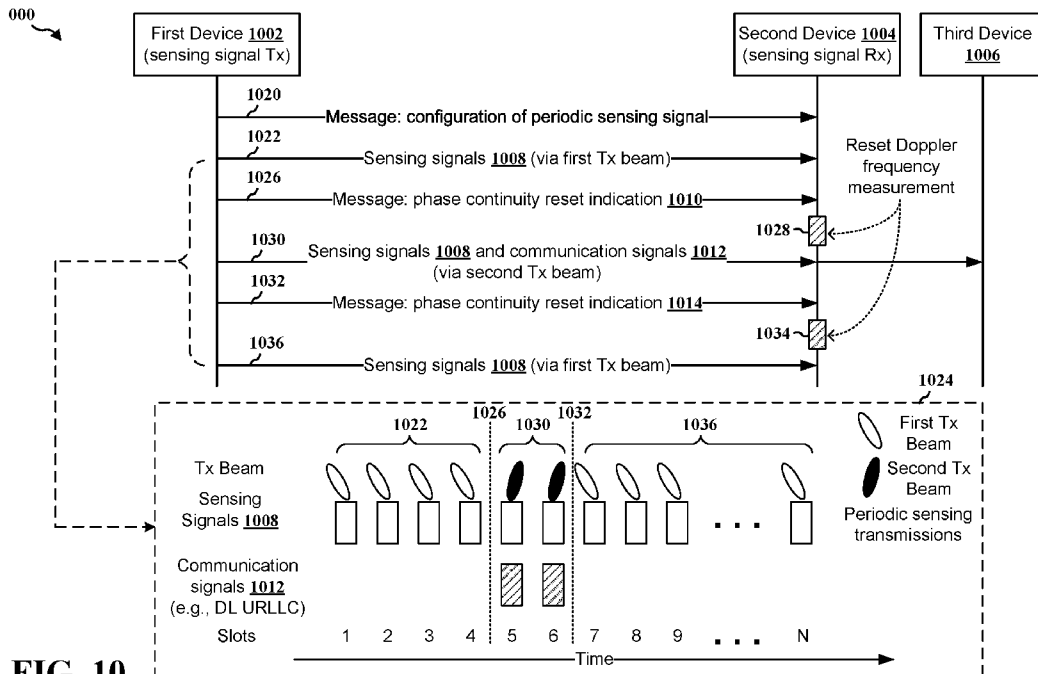 000
First Device 1002
(sensing signal Tx)
Second Device 1004
(sensing signal Rx)
Third Device
1006
1020
Message: configuration of periodic sensing signal
1022
Sensing signals 1008 (via first Tx beam)
Reset Doppler
frequency
measurement
1026
Message: phase continuity reset indication 1010
1028
1030
Sensing signals 1008 and communication signals 1012
(via second Tx beam)
1032
Message: phase continuity reset indication 1014
1034
1036
Sensing signals 1008 (via first Tx beam)
1024
1022
1026
1030
1032
1036
First Tx
Beam
Second Tx
Beam
Tx Beam
Sensing
Signals 1008
. . .
Periodic sensing
transmissions
Communication
signals 1012
(e.g., DL URLLC)
Slots 1 2 3 4 5 6 7 8 9 . . . N
Time
FIG. 10